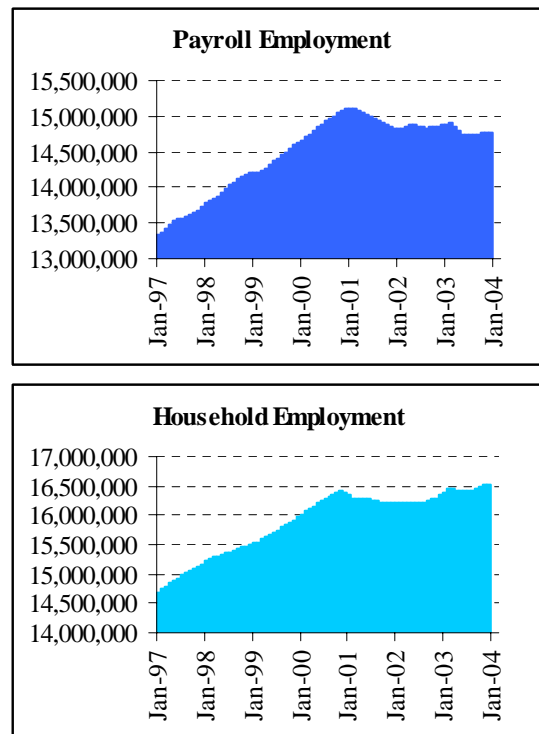 Payroll Employment
15,500,000
15,000,000
14,500,000
14,000,000
13,500,000
13,000,000
Jan-97
Jan-98
Jan-99
Jan-00
Jan-01
Jan-02
Jan-03
Jan-04
Household Employment
17,000,000
16,500,000
16,000,000
15,500,000
15,000,000
14,500,000
14,000,000
Jan-97
Jan-98
Jan-99
Jan-00
Jan-01
Jan-02
Jan-03
Jan-04